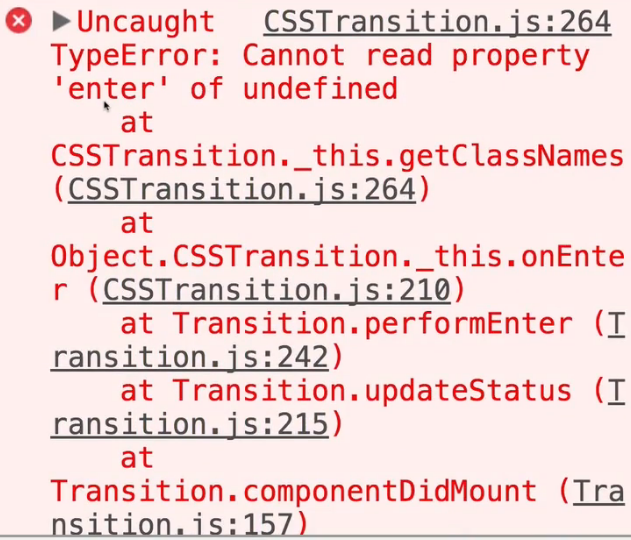 Uncaught CSSTransition.js:264
TypeError: Cannot read property
'enter' of undefined
at
CSSTransition._this.getClassNames
(CSSTransition.js:264)
at
Object.CSSTransition._this.onEnte
r (CSSTransition.js:210)
at Transition.performEnter (T
ransition.js:242)
at Transition.updateStatus (T
ransition.js:215)
at
Transition.componentDidMount (Tra
nsition.js:157)